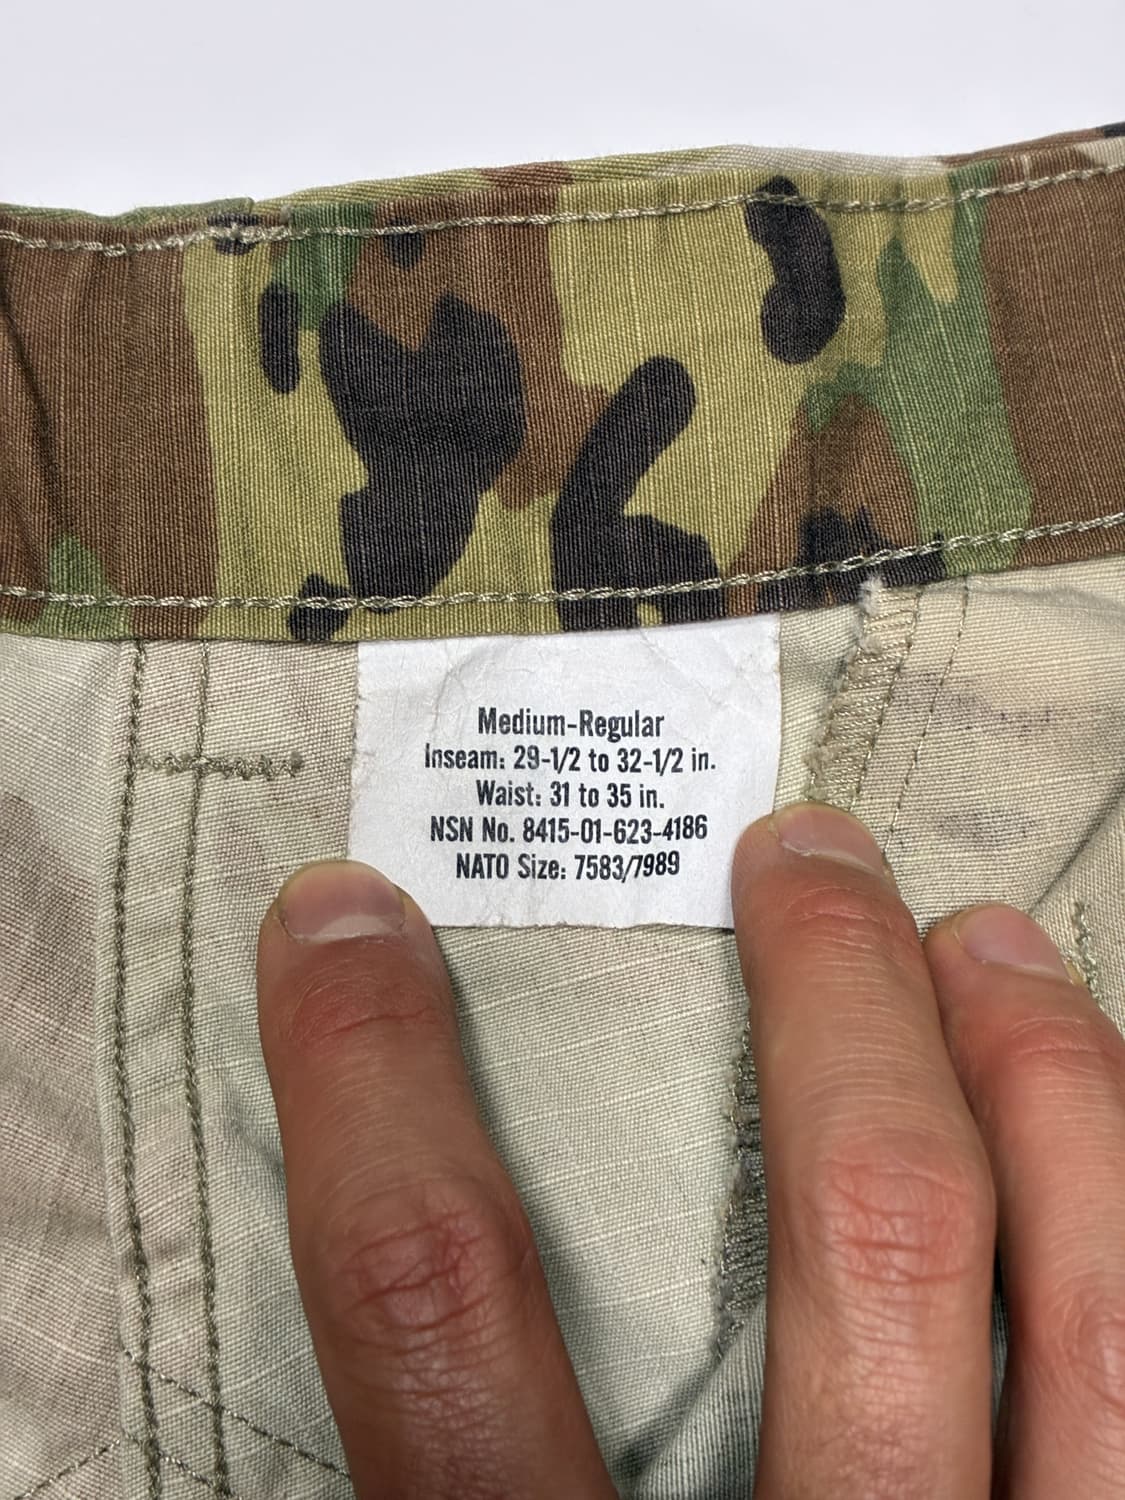 Medium-Regular
Inseam: 29-1/2 to 32-1/2 in.
Waist: 31 to 35 in.
NSN No. 8415-01-623-4186
NATO Size: 7583/7989